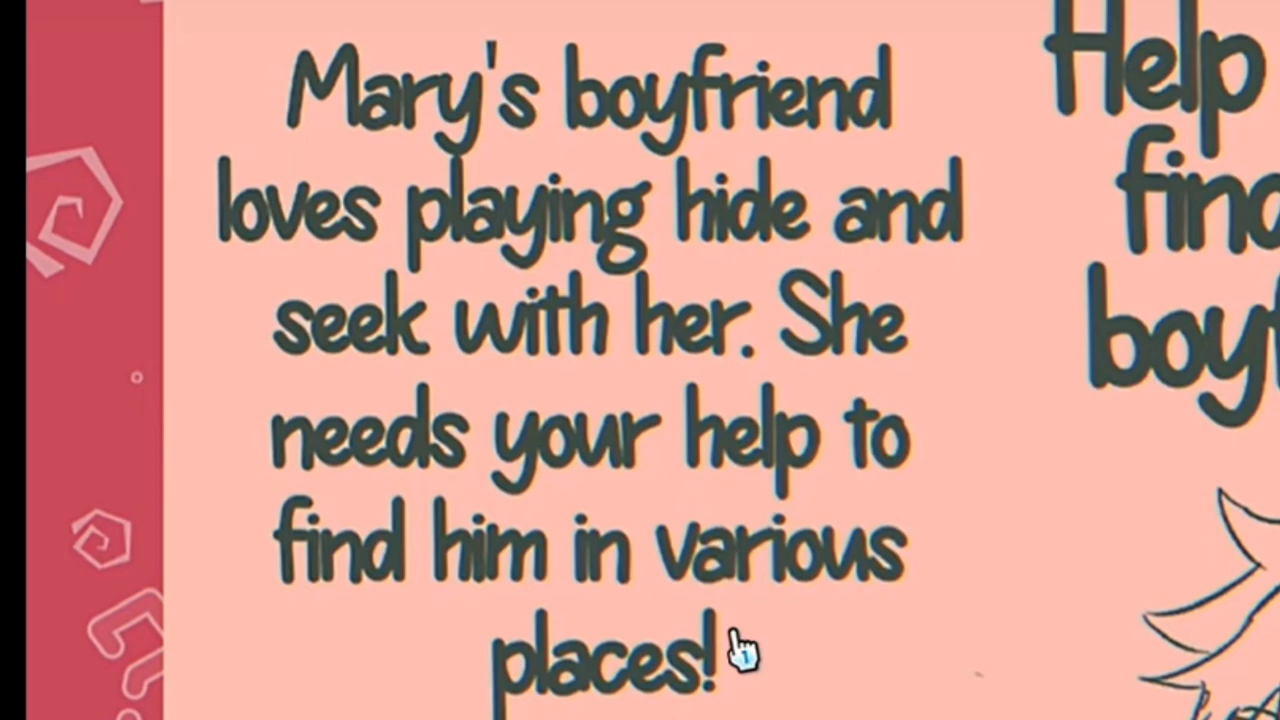 Mary's boyfriend
loves playing hide and
seek with her. She
needs your help to
find him in various
places!
Help